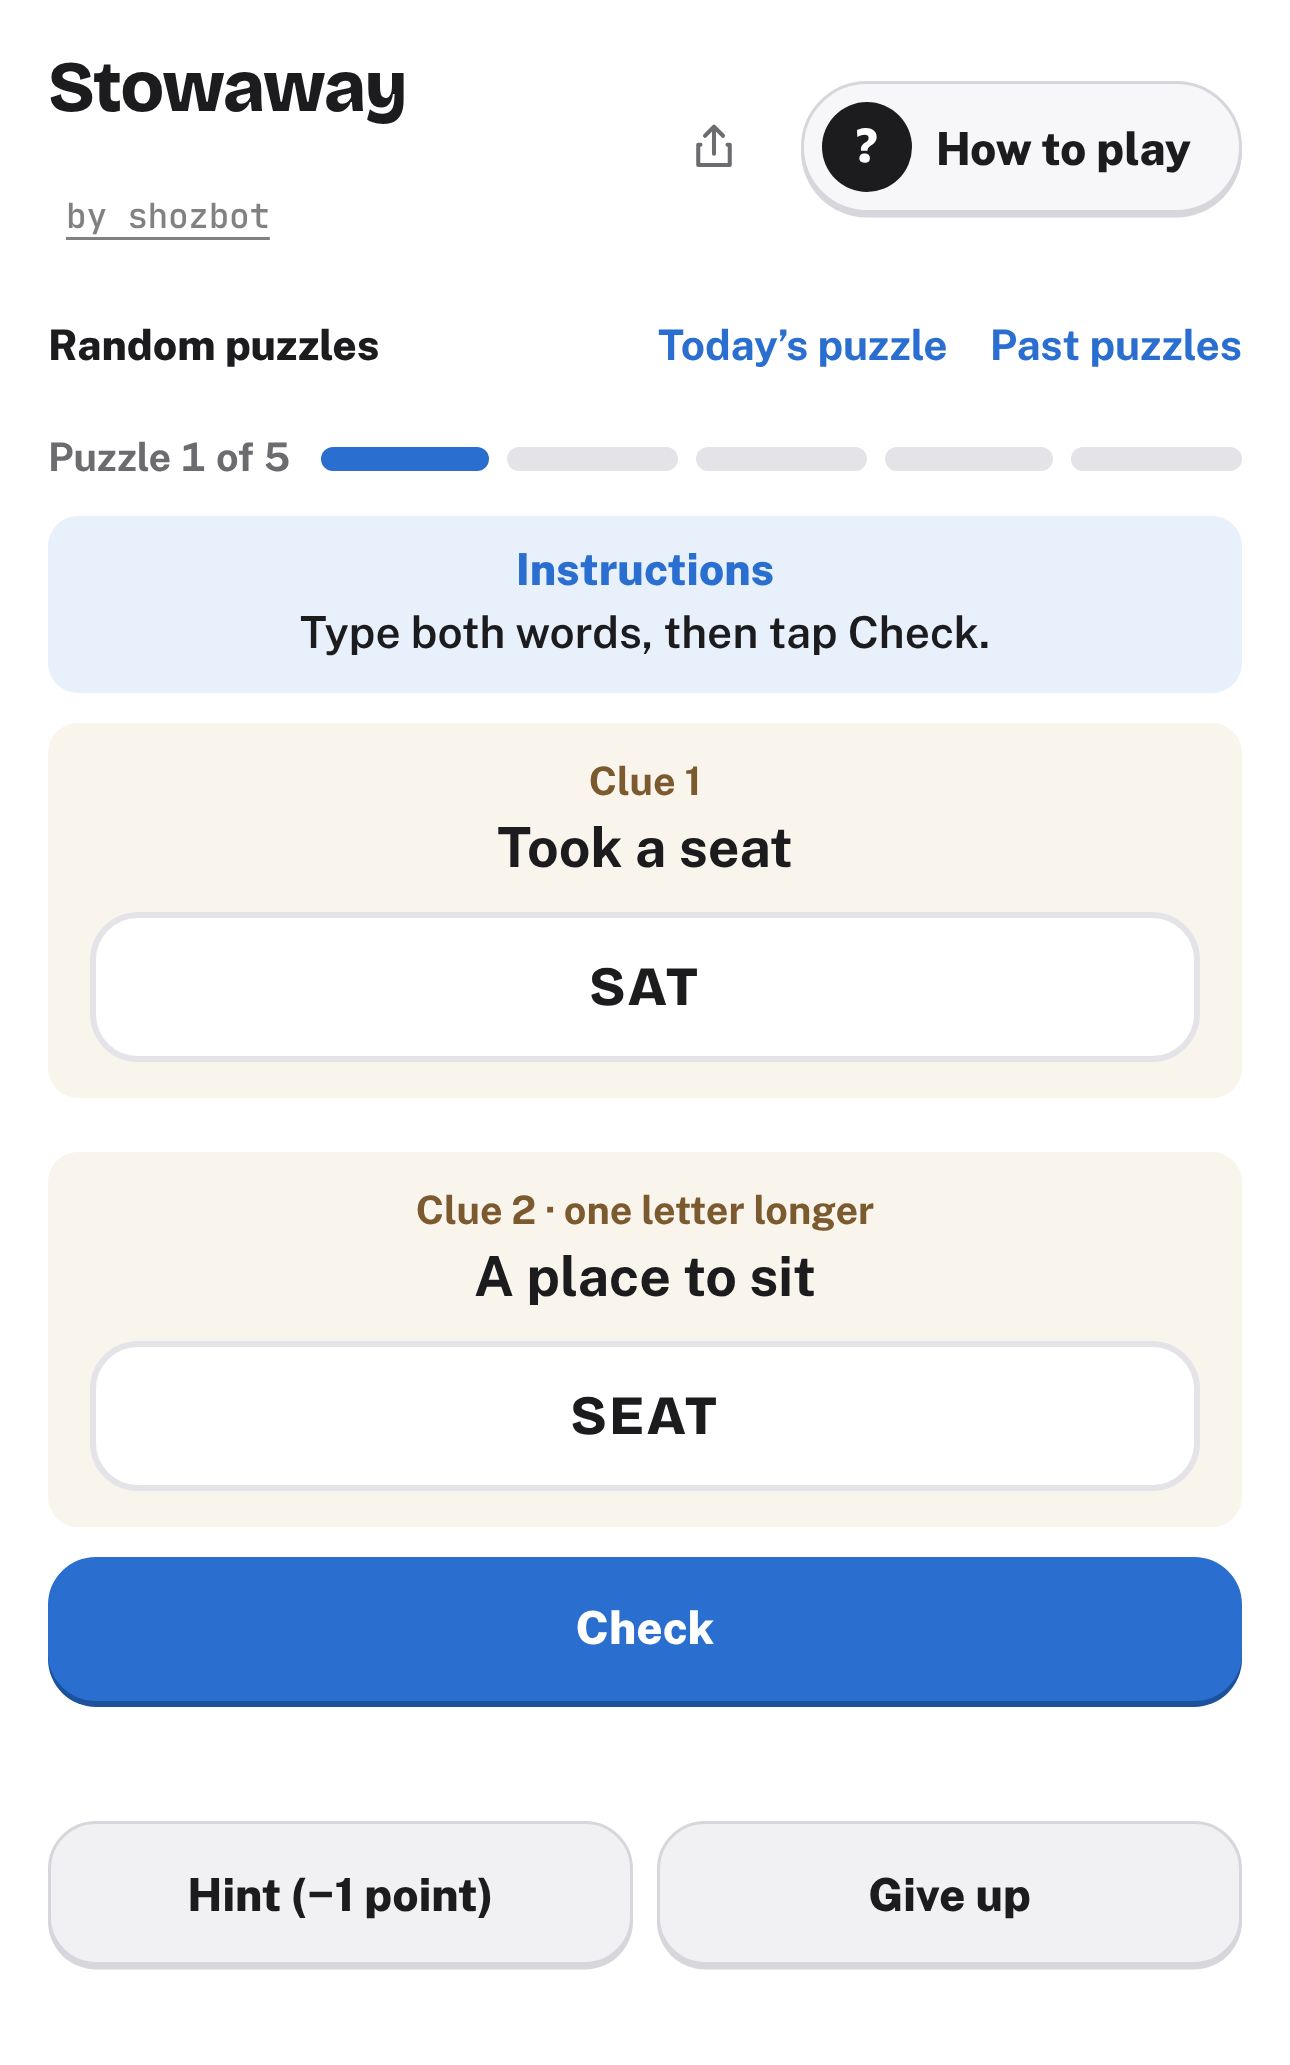 Stowaway
by shozbot
?
How to play
Random puzzles
Today’s puzzle
Past puzzles
Puzzle 1 of 5
Instructions
Type both words, then tap Check.
Clue 1
Took a seat
SAT
Clue 2 · one letter longer
A place to sit
SEAT
Check
Hint (−1 point)
Give up